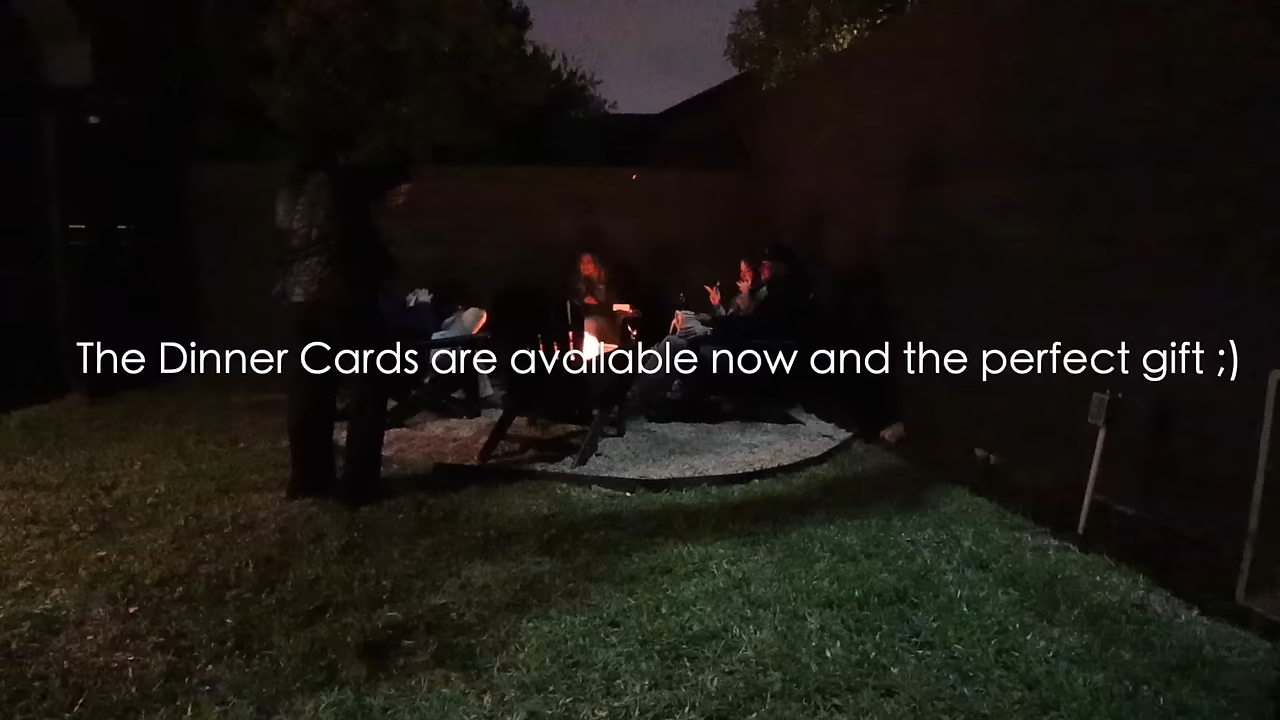 The Dinner Cards are available now and the perfect gift ;)